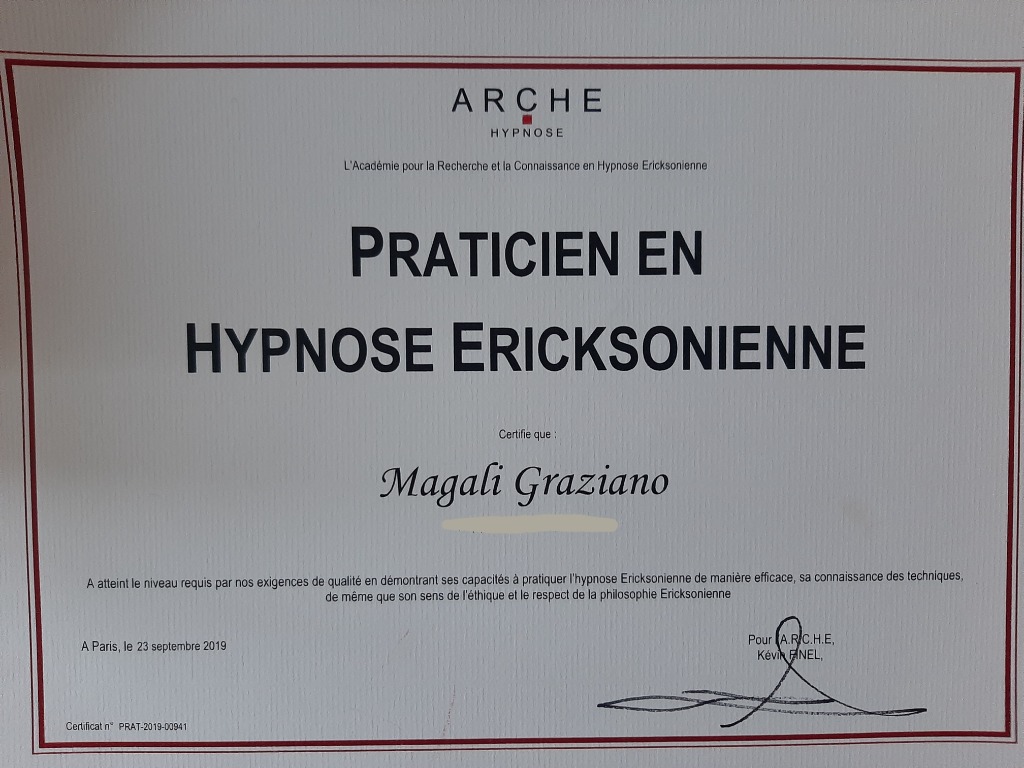 ARCHE
HYPNOSE
L'Académie pour la Recherche et la Connaissance en Hypnose Ericksonienne
PRATICIEN EN
HYPNOSE ERICKSONIENNE
Certifie que :
Magali Graziano
A atteint le niveau requis par nos exigences de qualité en démontrant ses capacités à pratiquer l'hypnose Ericksonienne de manière efficace, sa connaissance des techniques,
de même que son sens de l'éthique et le respect de la philosophie Ericksonienne
A Paris, le 23 septembre 2019
Pour l'A.R.C.H.E,
Kévin FINEL,
Certificat n° PRAT-2019-00941